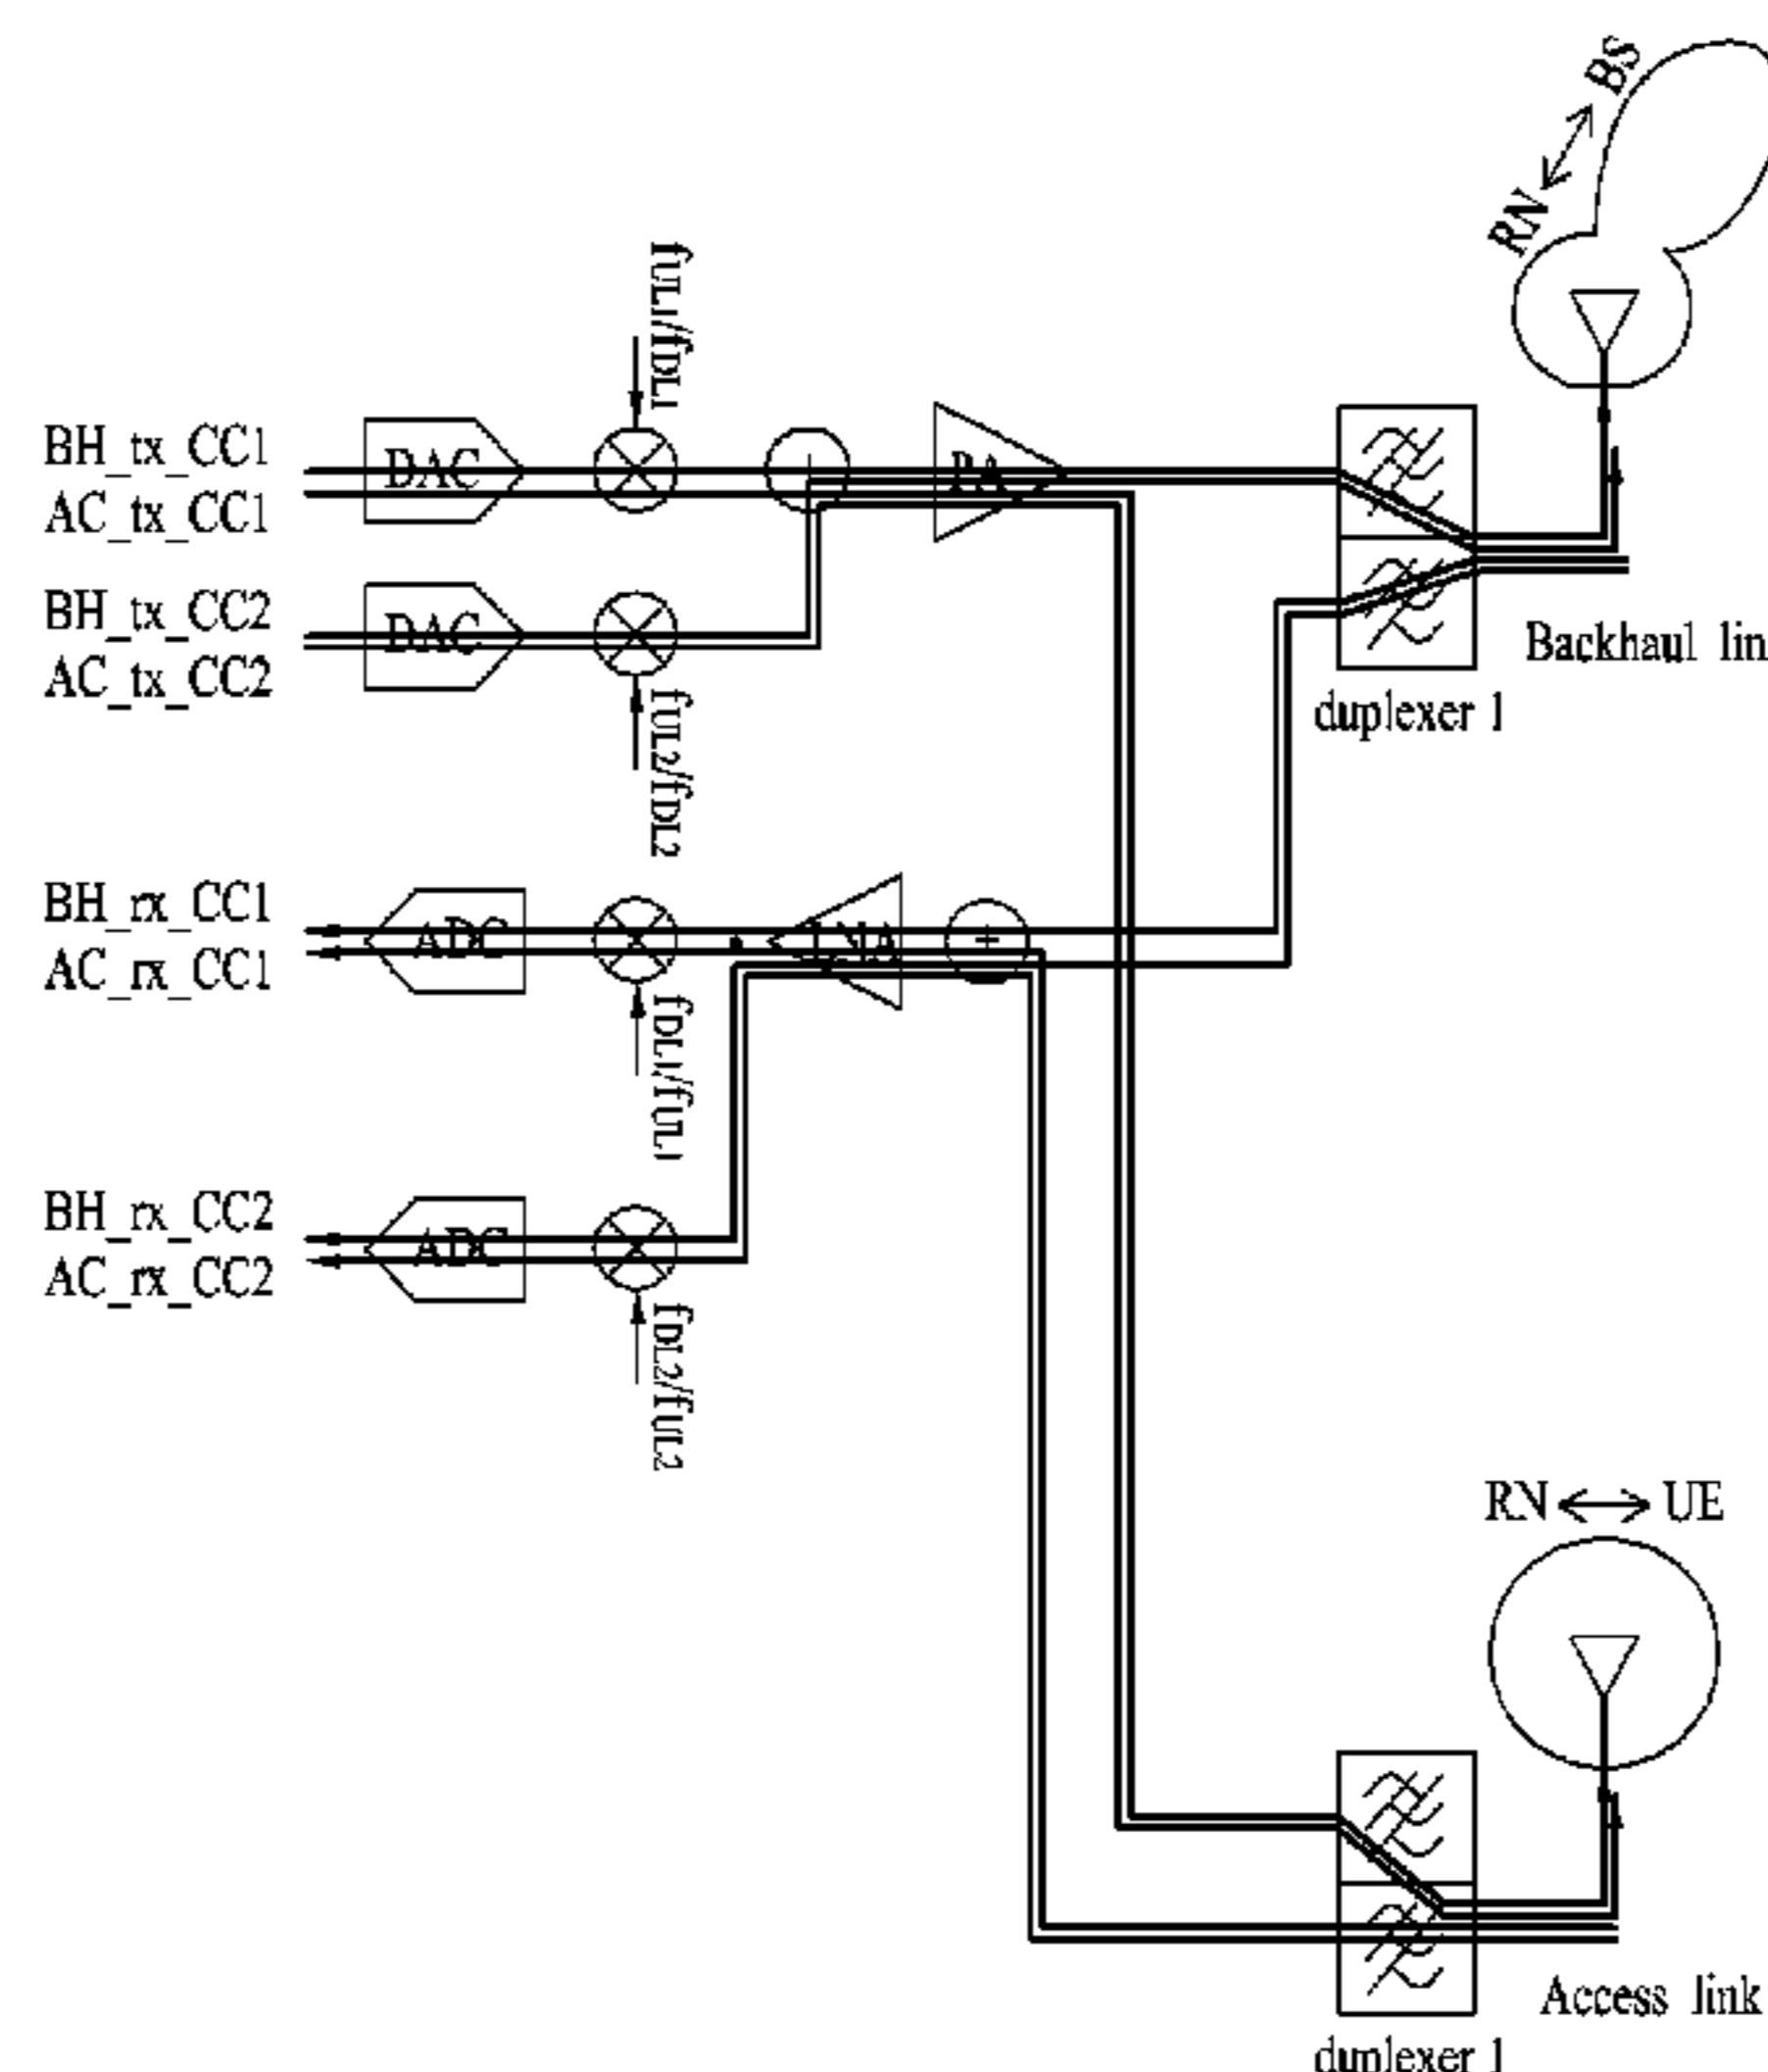 BS
RN
fUL1/fDL1
BH_tx_CC1
DAC
PA
AC_tx_CC1
BH_tx_CC2
DAC
AC_tx_CC2
Backhaul lin
duplexer 1
fUL2/fDL2
BH_rx_CC1
ADC
LNA
+
AC_rx_CC1
fDL1/fUL1
BH_rx_CC2
ADC
AC_rx_CC2
fDL2/fUL2
RN UE
Access link
duplexer 1